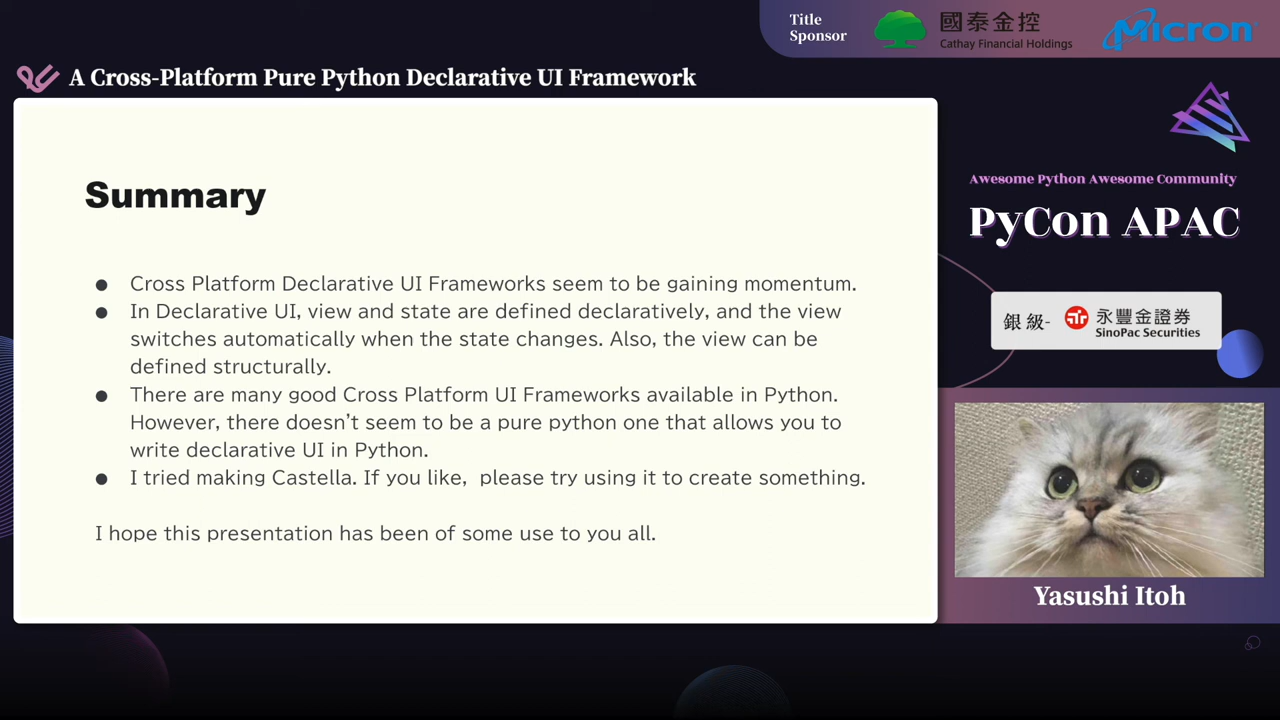 Title
Sponsor
國泰金控
Cathay Financial Holdings
Micron
A Cross-Platform Pure Python Declarative UI Framework
Summary
● Cross Platform Declarative UI Frameworks seem to be gaining momentum.
● In Declarative UI, view and state are defined declaratively, and the view
switches automatically when the state changes. Also, the view can be
defined structurally.
● There are many good Cross Platform UI Frameworks available in Python.
However, there doesn't seem to be a pure python one that allows you to
write declarative UI in Python.
● I tried making Castella. If you like, please try using it to create something.
I hope this presentation has been of some use to you all.
Awesome Python Awesome Community
PyCon APAC
銀級-
永豐金證券
SinoPac Securities
Yasushi Itoh